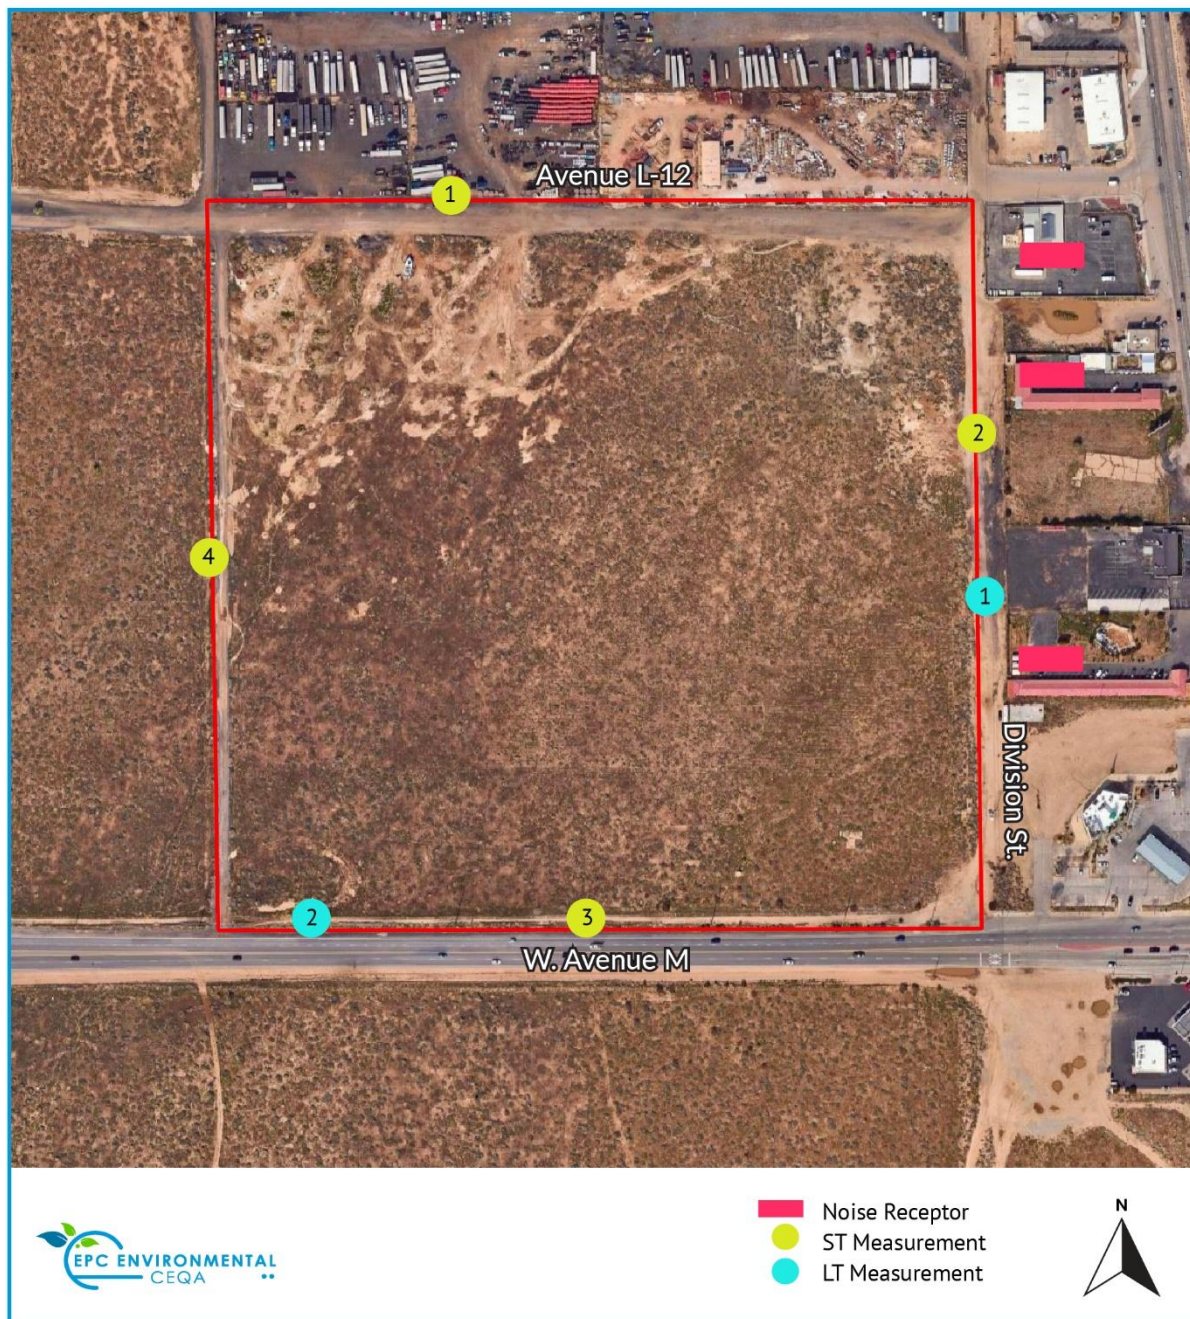 Avenue L-12
1
2
4
1
Division St.
2
3
W. Avenue M
Noise Receptor
ST Measurement
LT Measurement
N
EPC ENVIRONMENTAL
CEQA